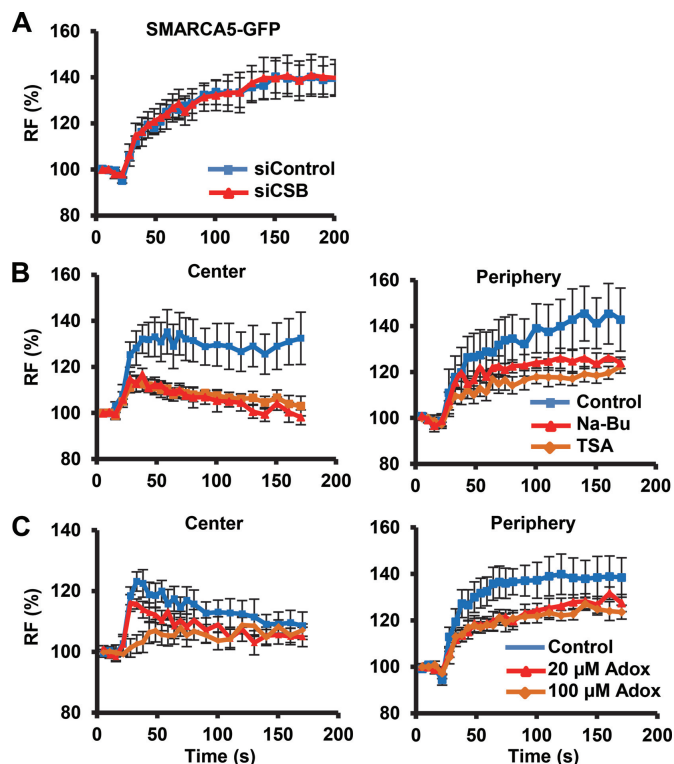 A
SMARCA5-GFP
RF (%)
160
140
120
100
80
siControl
siCSB
0 50 100 150 200
B
Center
RF (%)
160
140
120
100
80
0 50 100 150 200
Periphery
160
140
120
100
80
Control
Na-Bu
TSA
0 50 100 150 200
C
Center
RF (%)
140
120
100
80
0 50 100 150 200
Time (s)
Periphery
160
140
120
100
80
Control
20 µM Adox
100 µM Adox
0 50 100 150 200
Time (s)